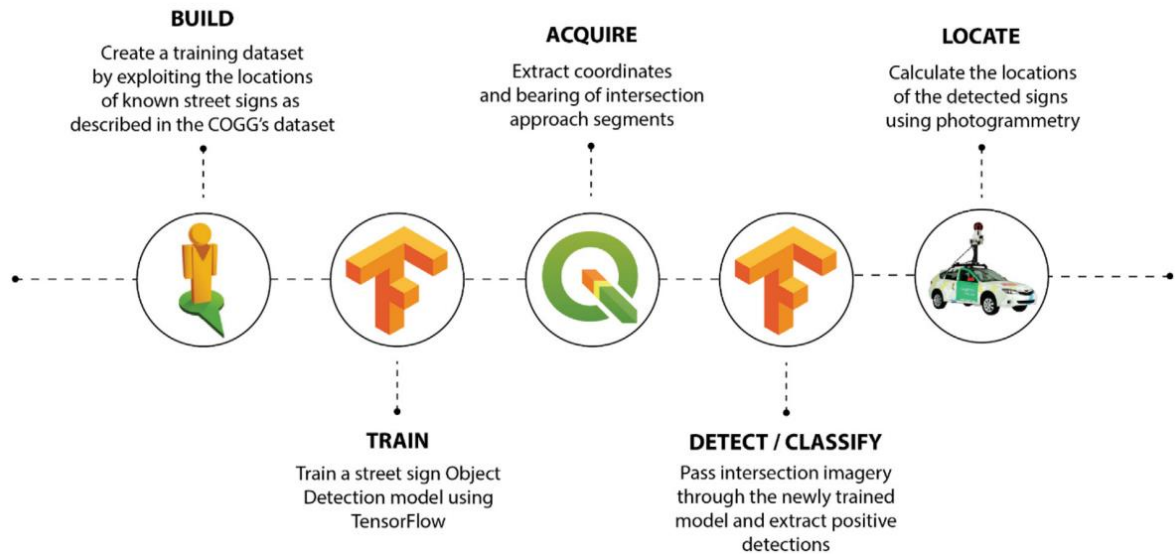 BUILD
Create a training dataset
by exploiting the locations
of known street signs as
described in the COGG's dataset
ACQUIRE
Extract coordinates
and bearing of intersection
approach segments
LOCATE
Calculate the locations
of the detected signs
using photogrammetry
TRAIN
Train a street sign Object
Detection model using
TensorFlow
DETECT / CLASSIFY
Pass intersection imagery
through the newly trained
model and extract positive
detections